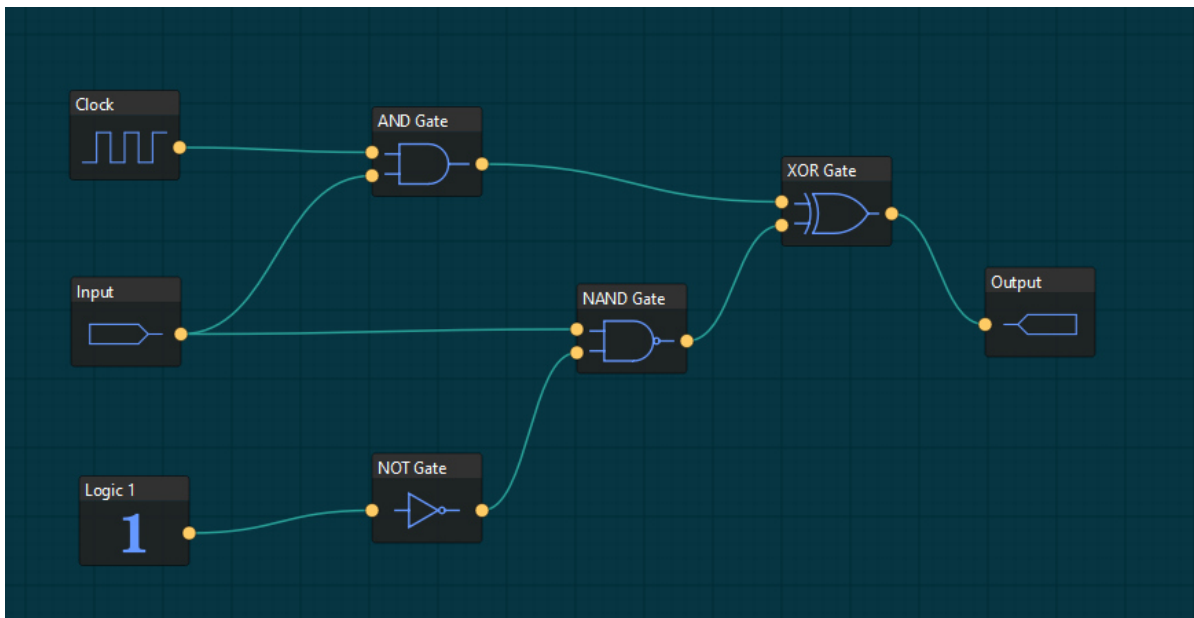 Clock
AND Gate
XOR Gate
Input
NAND Gate
Output
NOT Gate
Logic 1
1